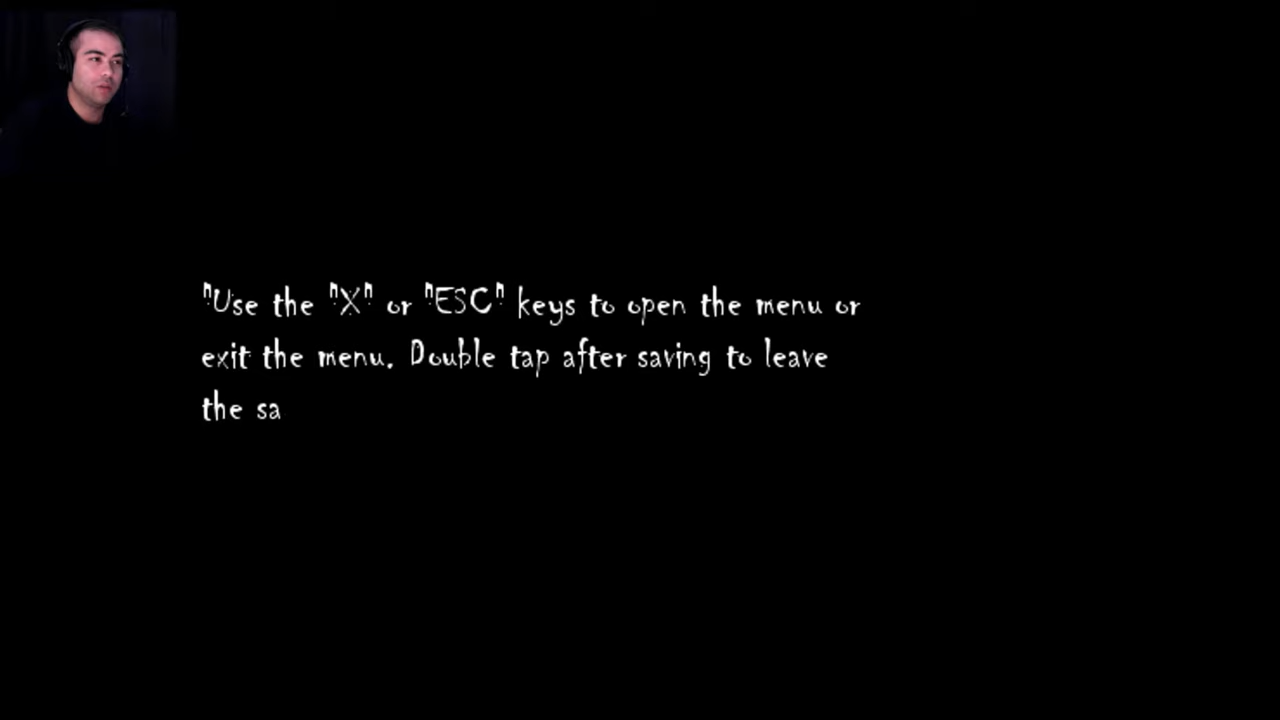 "Use the "X" or "ESC" keys to open the menu or
exit the menu. Double tap after saving to leave
the sa